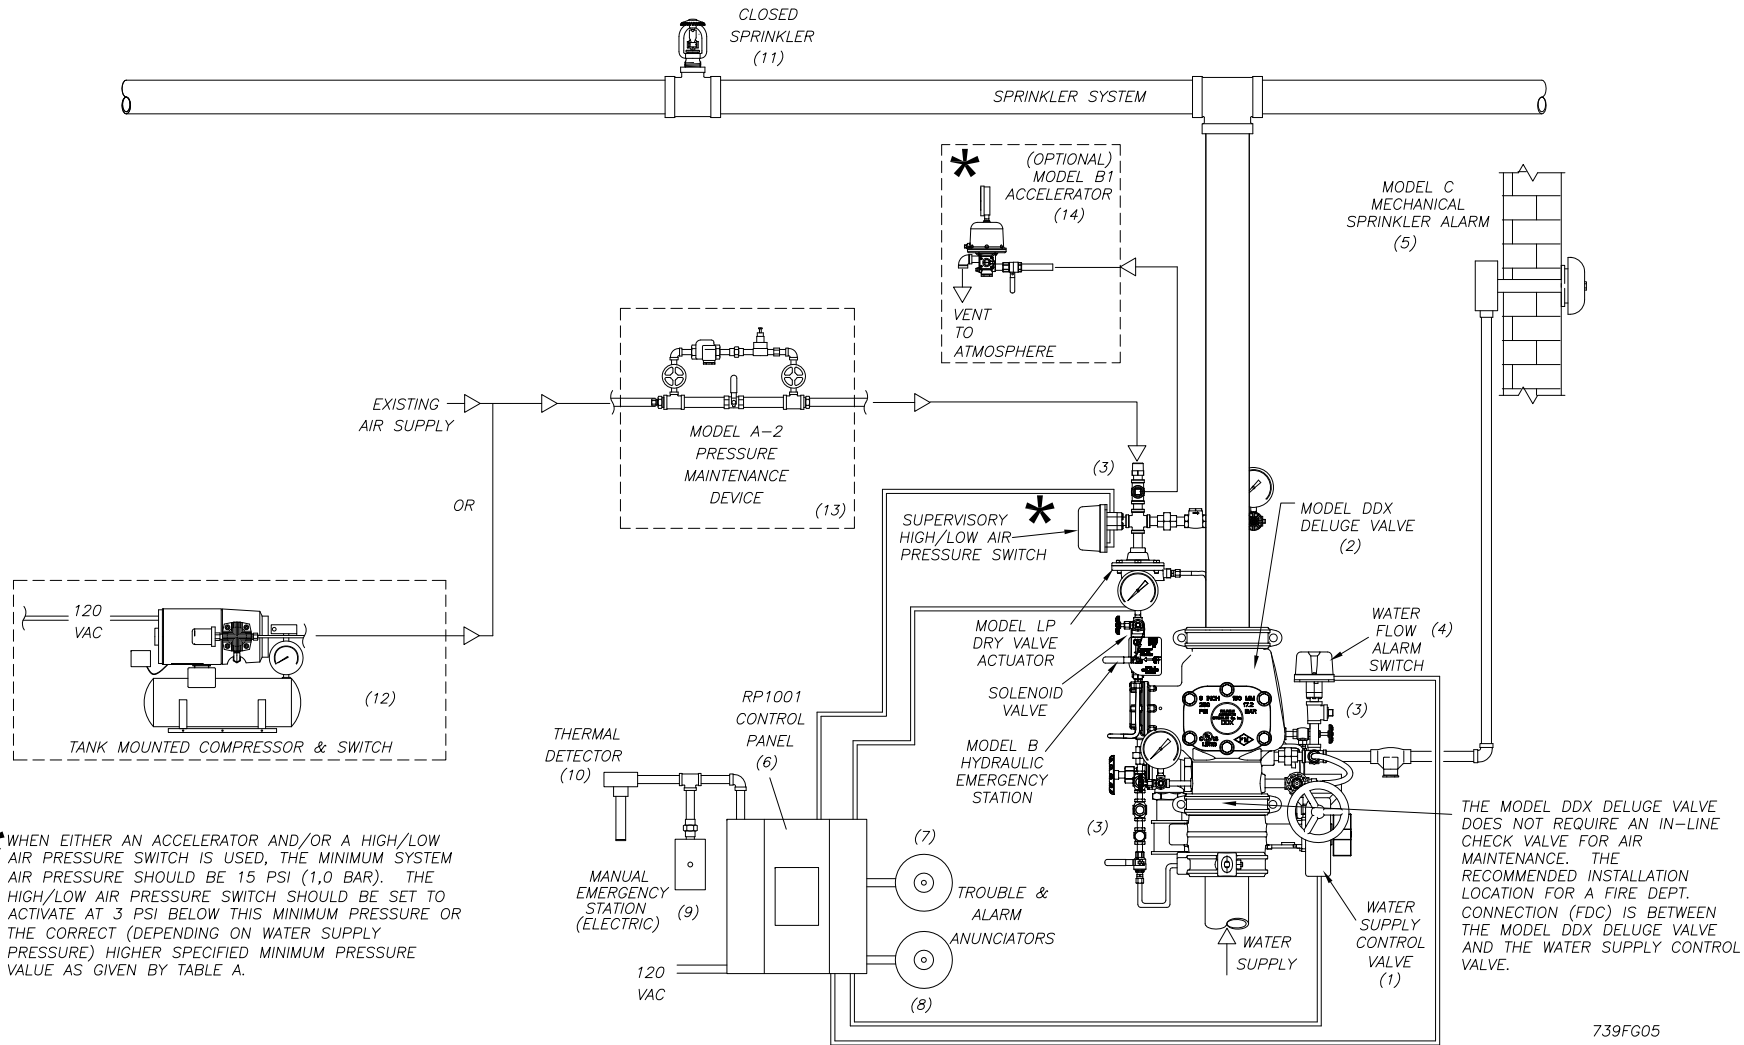 CLOSED
SPRINKLER
(11)
SPRINKLER SYSTEM
(OPTIONAL)
MODEL B1
ACCELERATOR
(14)
*
VENT
TO
ATMOSPHERE
MODEL C
MECHANICAL
SPRINKLER ALARM
(5)
EXISTING
AIR SUPPLY
OR
MODEL A-2
PRESSURE
MAINTENANCE
DEVICE
(13)
(3)
*
SUPERVISORY
HIGH/LOW AIR
PRESSURE SWITCH
MODEL DDX
DELUGE VALVE
(2)
120
VAC
(12)
TANK MOUNTED COMPRESSOR & SWITCH
MODEL LP
DRY VALVE
ACTUATOR
SOLENOID
VALVE
MODEL B
HYDRAULIC
EMERGENCY
STATION
WATER
FLOW (4)
ALARM
SWITCH
(3)
6 INCH 150 MM
250 17.2
PSI BAR
DDX
(3)
RP1001
CONTROL
PANEL
(6)
THERMAL
DETECTOR
(10)
MANUAL
EMERGENCY
STATION (9)
(ELECTRIC)
(7)
TROUBLE &
ALARM
ANUNCIATORS
(8)
120
VAC
WATER
SUPPLY
WATER
SUPPLY
CONTROL
VALVE
(1)
THE MODEL DDX DELUGE VALVE
DOES NOT REQUIRE AN IN-LINE
CHECK VALVE FOR AIR
MAINTENANCE. THE
RECOMMENDED INSTALLATION
LOCATION FOR A FIRE DEPT.
CONNECTION (FDC) IS BETWEEN
THE MODEL DDX DELUGE VALVE
AND THE WATER SUPPLY CONTROL
VALVE.
*WHEN EITHER AN ACCELERATOR AND/OR A HIGH/LOW
AIR PRESSURE SWITCH IS USED, THE MINIMUM SYSTEM
AIR PRESSURE SHOULD BE 15 PSI (1,0 BAR). THE
HIGH/LOW AIR PRESSURE SWITCH SHOULD BE SET TO
ACTIVATE AT 3 PSI BELOW THIS MINIMUM PRESSURE OR
THE CORRECT (DEPENDING ON WATER SUPPLY
PRESSURE) HIGHER SPECIFIED MINIMUM PRESSURE
VALUE AS GIVEN BY TABLE A.
739FG05